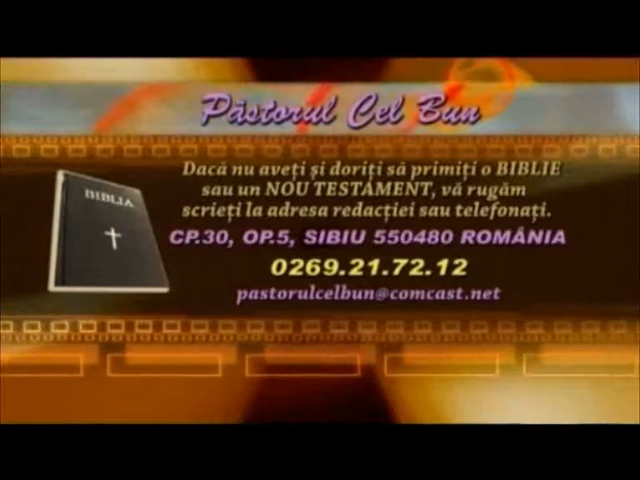 Păstorul Cel Bun
Dacă nu aveți și doriți să primiți o BIBLIE
sau un NOU TESTAMENT, vă rugăm
scrieți la adresa redacției sau telefonați.
BIBLIA
CP.30, OP.5, SIBIU 550480 ROMÂNIA
0269.21.72.12
pastorulcelbun@comcast.net